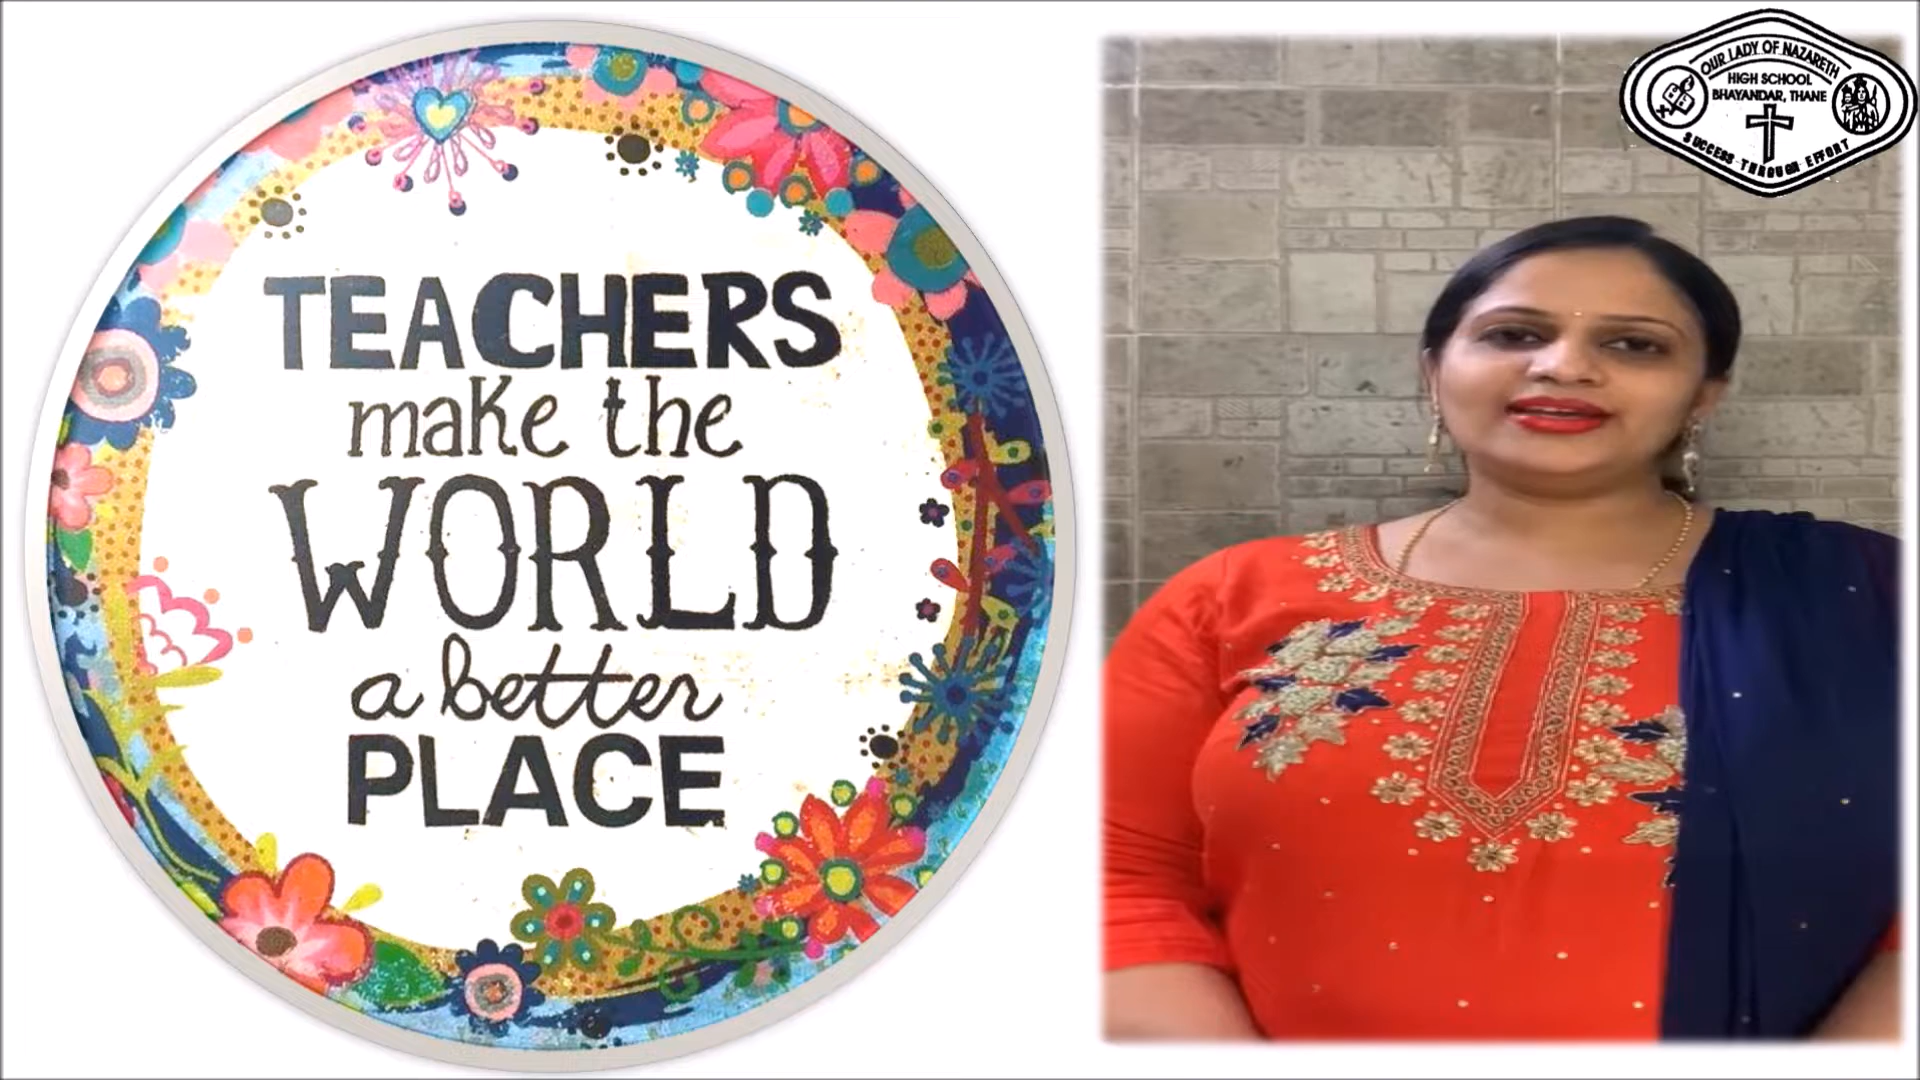 TEACHERS
make the
WORLD
a better
PLACE
OUR LADY OF NAZARETH
HIGH SCHOOL
BHAYANDAR, THANE
SUCCESS THROUGH EFFORT